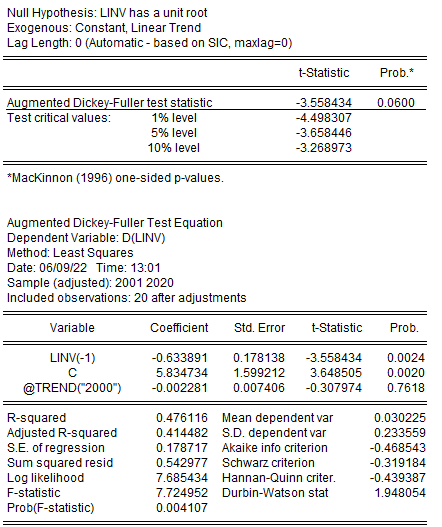 Null Hypothesis: LINV has a unit root
Exogenous: Constant, Linear Trend
Lag Length: 0 (Automatic - based on SIC, maxlag=0)
t-Statistic Prob.*
Augmented Dickey-Fuller test statistic -3.558434 0.0600
Test critical values: 1% level -4.498307
5% level -3.658446
10% level -3.268973
*MacKinnon (1996) one-sided p-values.
Augmented Dickey-Fuller Test Equation
Dependent Variable: D(LINV)
Method: Least Squares
Date: 06/09/22 Time: 13:01
Sample (adjusted): 2001 2020
Included observations: 20 after adjustments
Variable Coefficient Std. Error t-Statistic Prob.
LINV(-1) -0.633891 0.178138 -3.558434 0.0024
C 5.834734 1.599212 3.648505 0.0020
@TREND("2000") -0.002281 0.007406 -0.307974 0.7618
R-squared 0.476116 Mean dependent var 0.030225
Adjusted R-squared 0.414482 S.D. dependent var 0.233559
S.E. of regression 0.178717 Akaike info criterion -0.468543
Sum squared resid 0.542977 Schwarz criterion -0.319184
Log likelihood 7.685434 Hannan-Quinn criter. -0.439387
F-statistic 7.724952 Durbin-Watson stat 1.948054
Prob(F-statistic) 0.004107